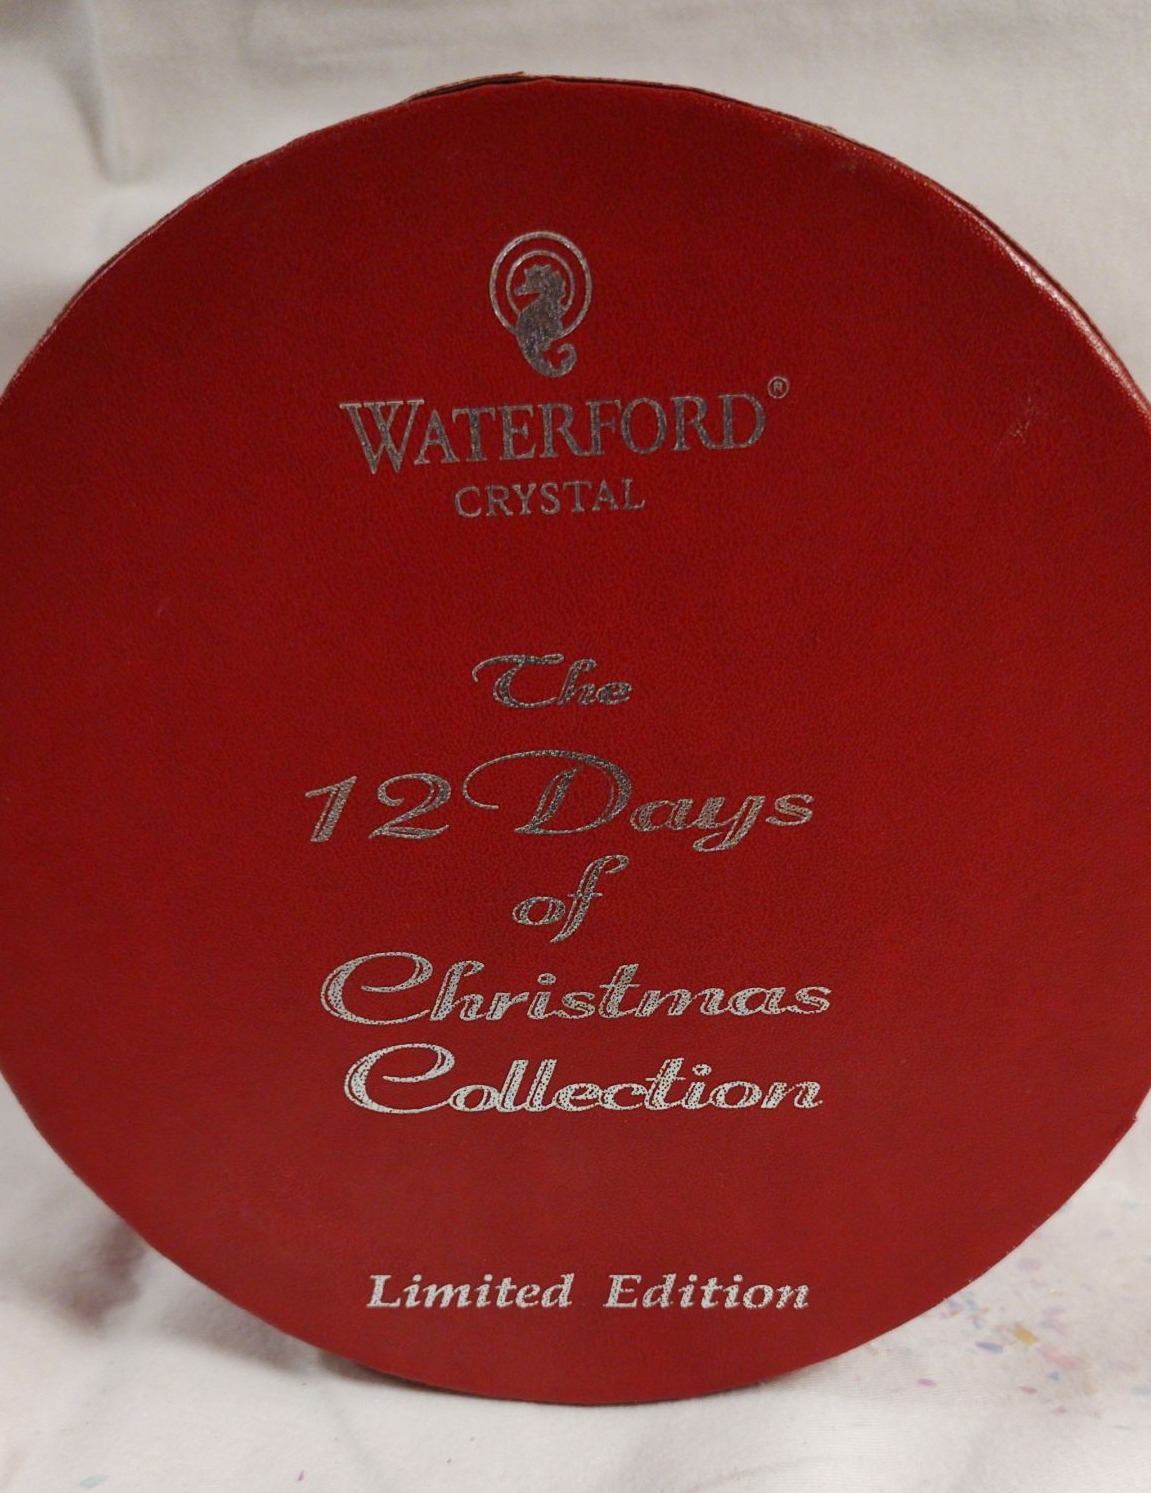 WATERFORD®
CRYSTAL
The
12 Days
of
Christmas
Collection
Limited Edition